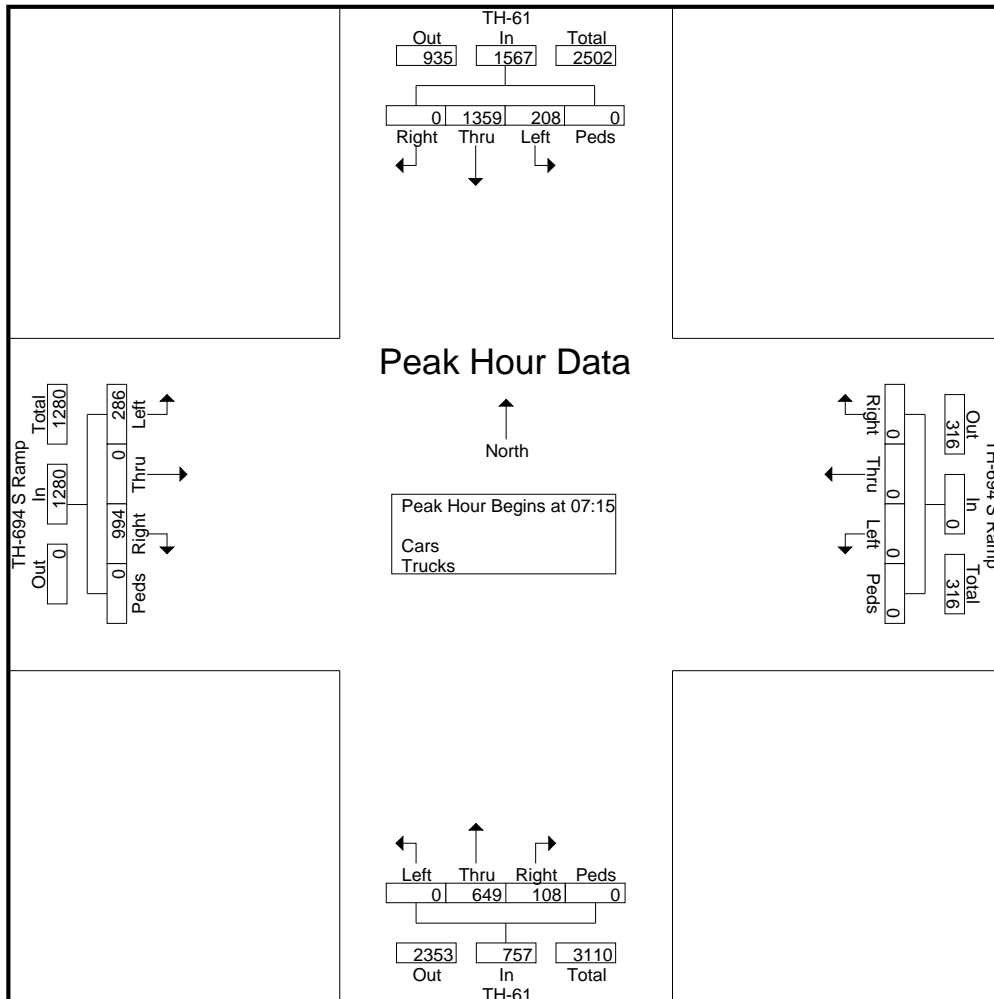 TH-61
Out In Total
935 1567 2502
0 1359 208 0
Right Thru Left Peds
Peak Hour Data
North
Peak Hour Begins at 07:15
Cars
Trucks
TH-694 S Ramp
Total In Out
1280 1280 0
286 0 994 0
Left Thru Right Peds
TH-694 S Ramp
Out In Total
316 0 316
0 0 0 0
Right Thru Left Peds
Left Thru Right Peds
0 649 108 0
2353 757 3110
Out In Total
TH-61